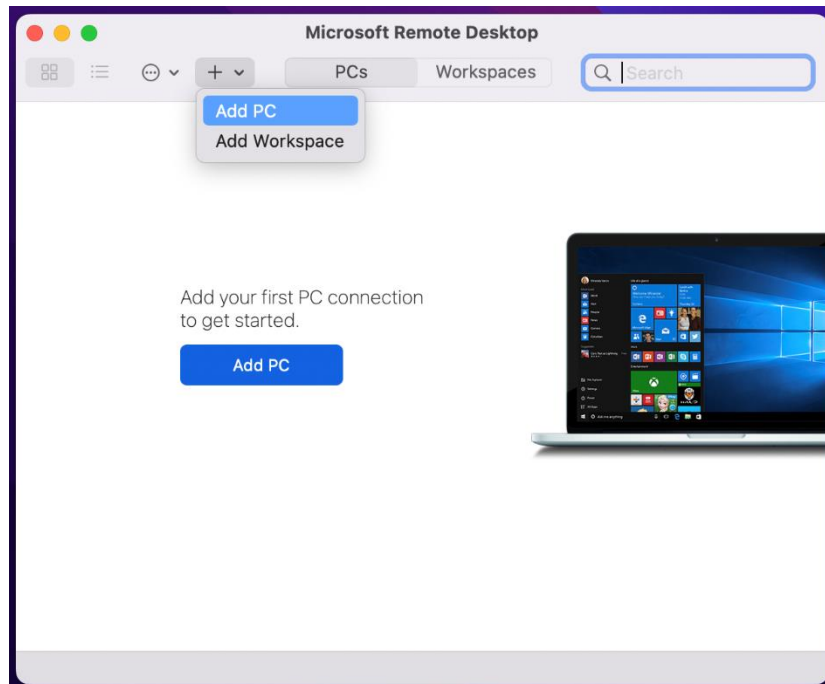 Microsoft Remote Desktop
PCs
Workspaces
Search
Add PC
Add Workspace
Add your first PC connection
to get started.
Add PC